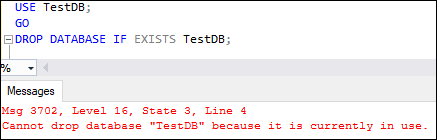 USE TestDB;
GO
DROP DATABASE IF EXISTS TestDB;
%
Messages
Msg 3702, Level 16, State 3, Line 4
Cannot drop database "TestDB" because it is currently in use.